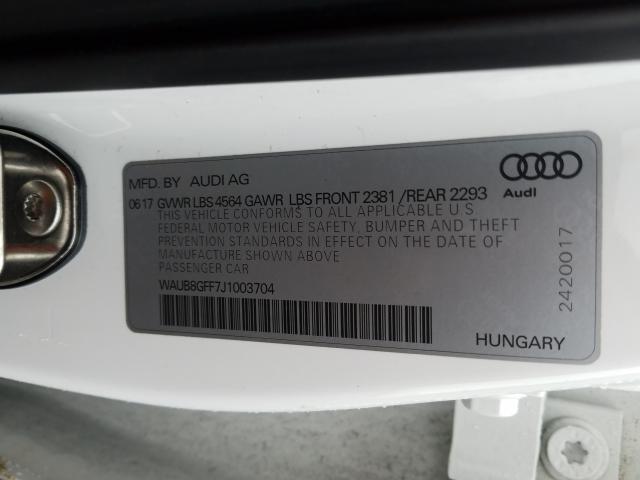 MFD. BY AUDI AG
0617 GVWR LBS 4564 GAWR LBS FRONT 2381 /REAR 2293
THIS VEHICLE CONFORMS TO ALL APPLICABLE U S
FEDERAL MOTOR VEHICLE SAFETY, BUMPER AND THEFT
PREVENTION STANDARDS IN EFFECT ON THE DATE OF
MANUFACTURE SHOWN ABOVE
PASSENGER CAR
WAUB8GFF7J1003704
Audi
2420017
HUNGARY